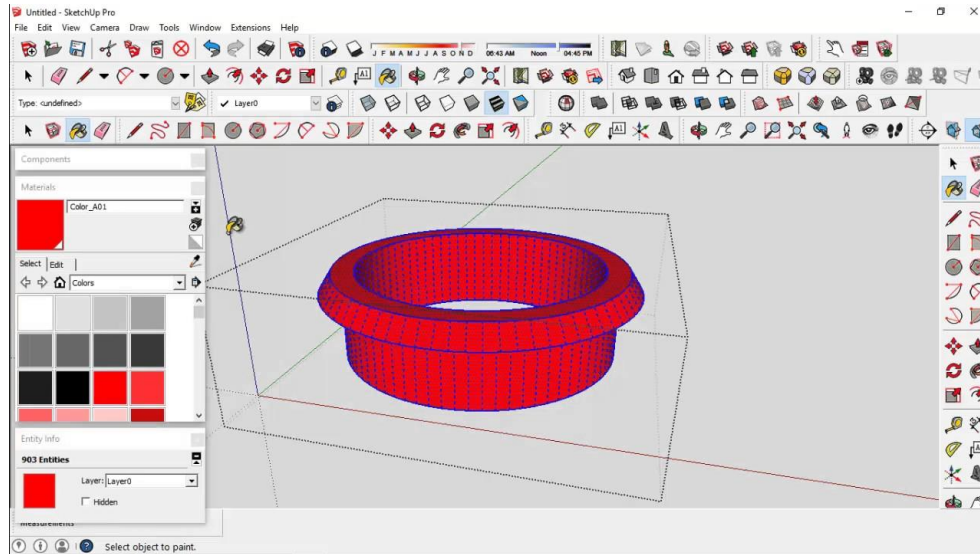 Untitled - SketchUp Pro
File Edit View Camera Draw Tools Window Extensions Help
J F M A M J J A S O N D 06:43 AM Noon 04:45 PM
Type: <undefined> Layer0
Components
Materials
Color_A01
Select Edit
Colors
Entity Info
903 Entities
Layer: Layer0
Hidden
Measurements
Select object to paint.